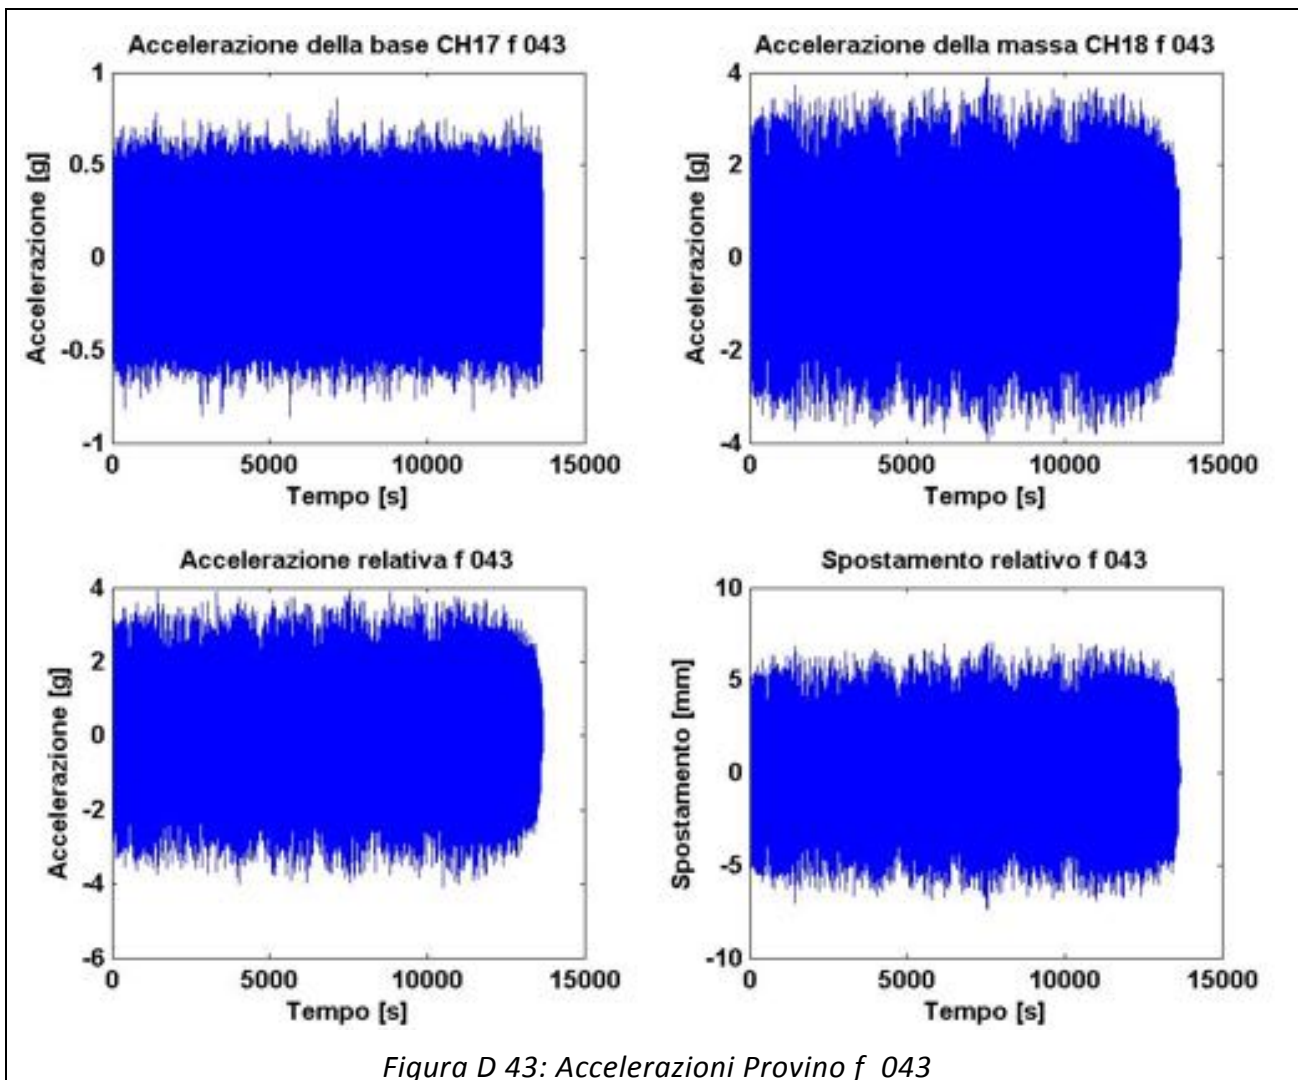 Accelerazione della base CH17 f 043
1
0.5
0
-0.5
-1
Accelerazione [g]
0 5000 10000 15000
Tempo [s]
Accelerazione della massa CH18 f 043
4
2
0
-2
-4
Accelerazione [g]
0 5000 10000 15000
Tempo [s]
Accelerazione relativa f 043
4
2
0
-2
-4
-6
Accelerazione [g]
0 5000 10000 15000
Tempo [s]
Spostamento relativo f 043
10
5
0
-5
-10
Spostamento [mm]
0 5000 10000 15000
Tempo [s]
Figura D 43: Accelerazioni Provino f_043